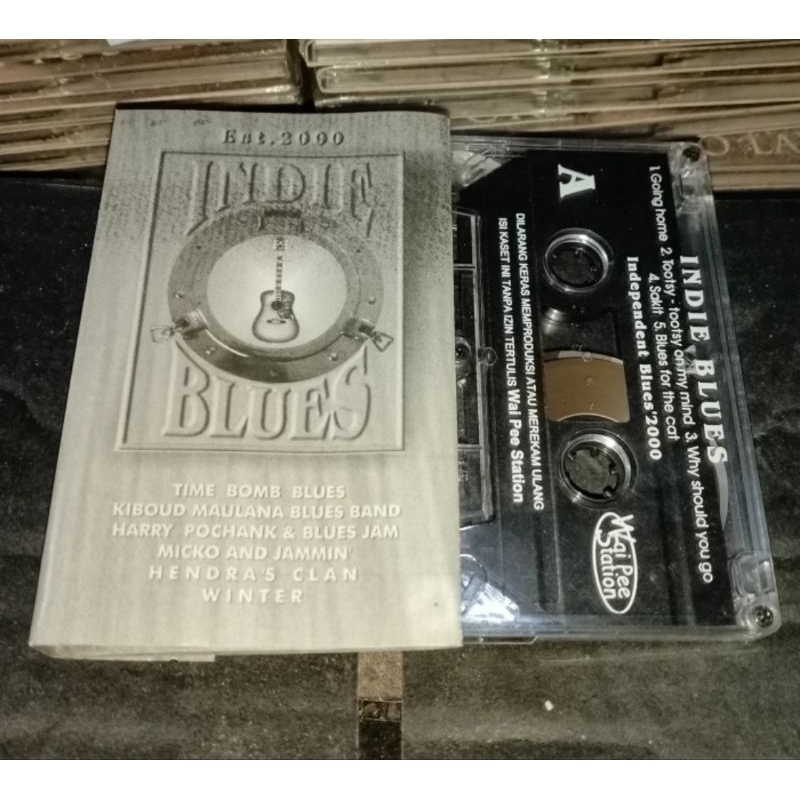 Est.2000
INDIE
BLUES
TIME BOMB BLUES
KIBOUD MAULANA BLUES BAND
HARRY POCHANK & BLUES JAM
MICKO AND JAMMIN'
HENDRA'S CLAN
WINTER
A
INDIE BLUES
1.Going home 2.Tootsy - tootsy on my mind 3. Why should you go
4. Sakit 5. Blues for the cat
Independent Blues'2000
DILARANG KERAS MEMPRODUKSI ATAU MEREKAM ULANG
ISI KASET INI TANPA IZIN TERTULIS Wai Pee Station
Wai Pee
Station